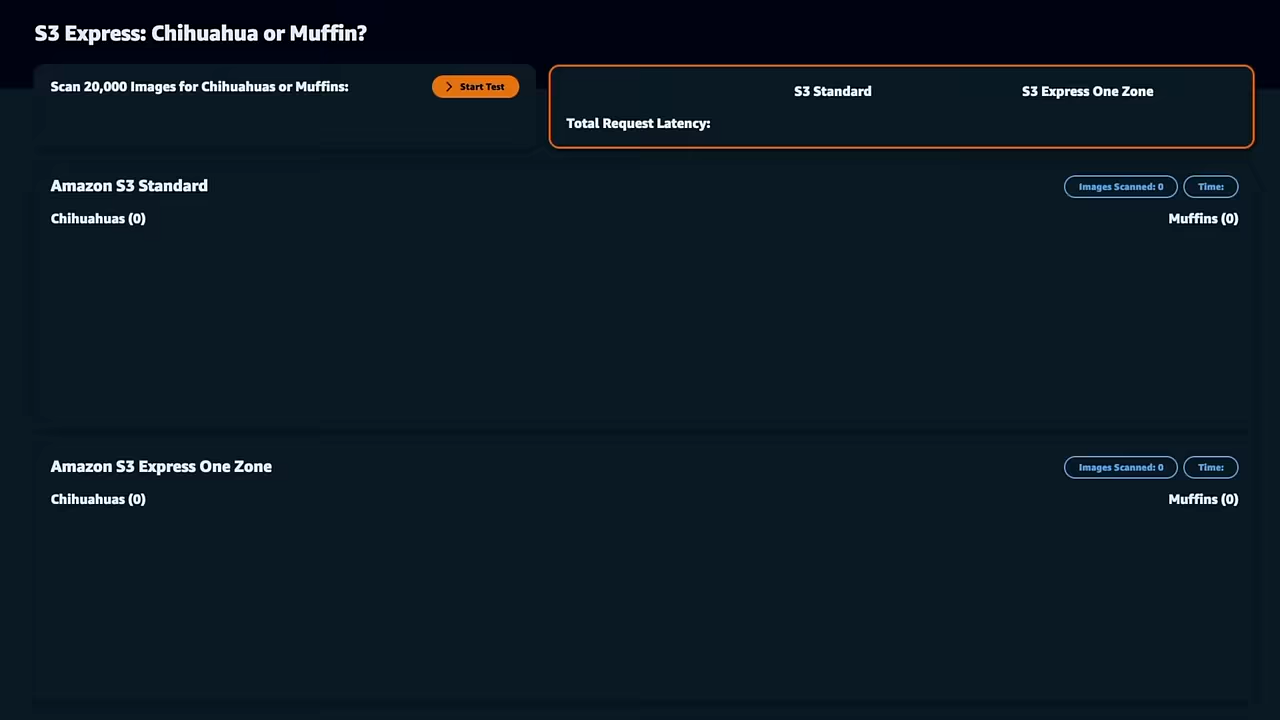 S3 Express: Chihuahua or Muffin?
Scan 20,000 Images for Chihuahuas or Muffins:
Start Test
S3 Standard
S3 Express One Zone
Total Request Latency:
Amazon S3 Standard
Images Scanned: 0
Time:
Chihuahuas (0)
Muffins (0)
Amazon S3 Express One Zone
Images Scanned: 0
Time:
Chihuahuas (0)
Muffins (0)